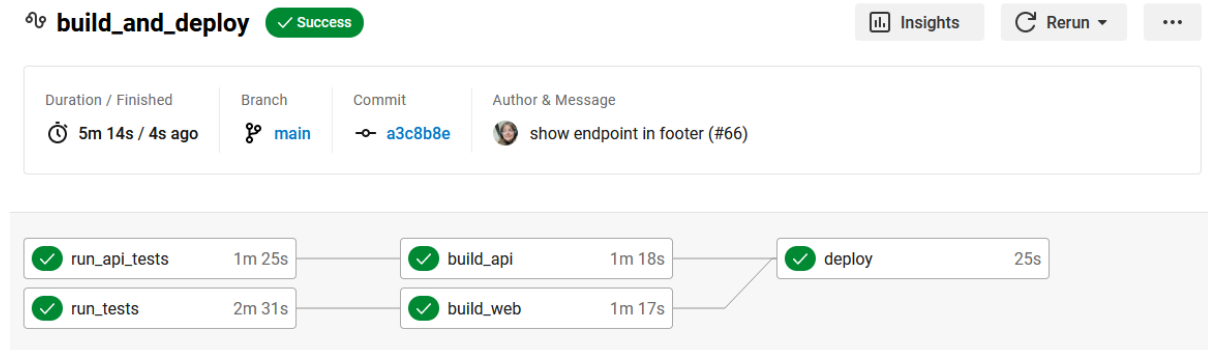 build_and_deploy Success Insights Rerun
Duration / Finished Branch Commit Author & Message
5m 14s / 4s ago main a3c8b8e show endpoint in footer (#66)
run_api_tests 1m 25s build_api 1m 18s deploy 25s
run_tests 2m 31s build_web 1m 17s